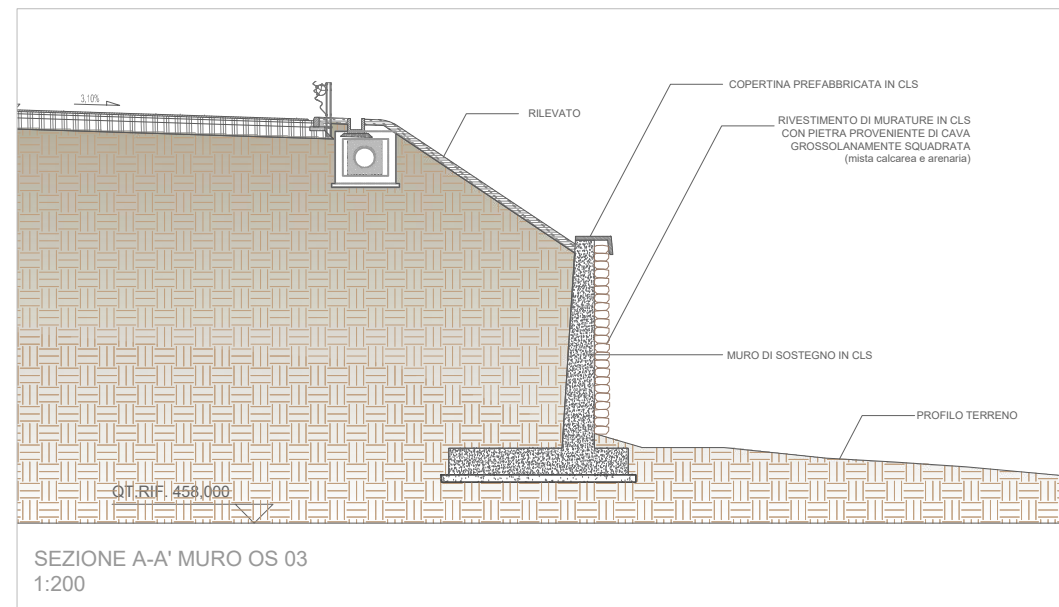 3,10%
COPERTINA PREFABBRICATA IN CLS
RILEVATO
RIVESTIMENTO DI MURATURE IN CLS
CON PIETRA PROVENIENTE DI CAVA
GROSSOLANAMENTE SQUADRATA
(mista calcarea e arenaria)
MURO DI SOSTEGNO IN CLS
PROFILO TERRENO
QT.RIF. 458,000
SEZIONE A-A' MURO OS 03
1:200